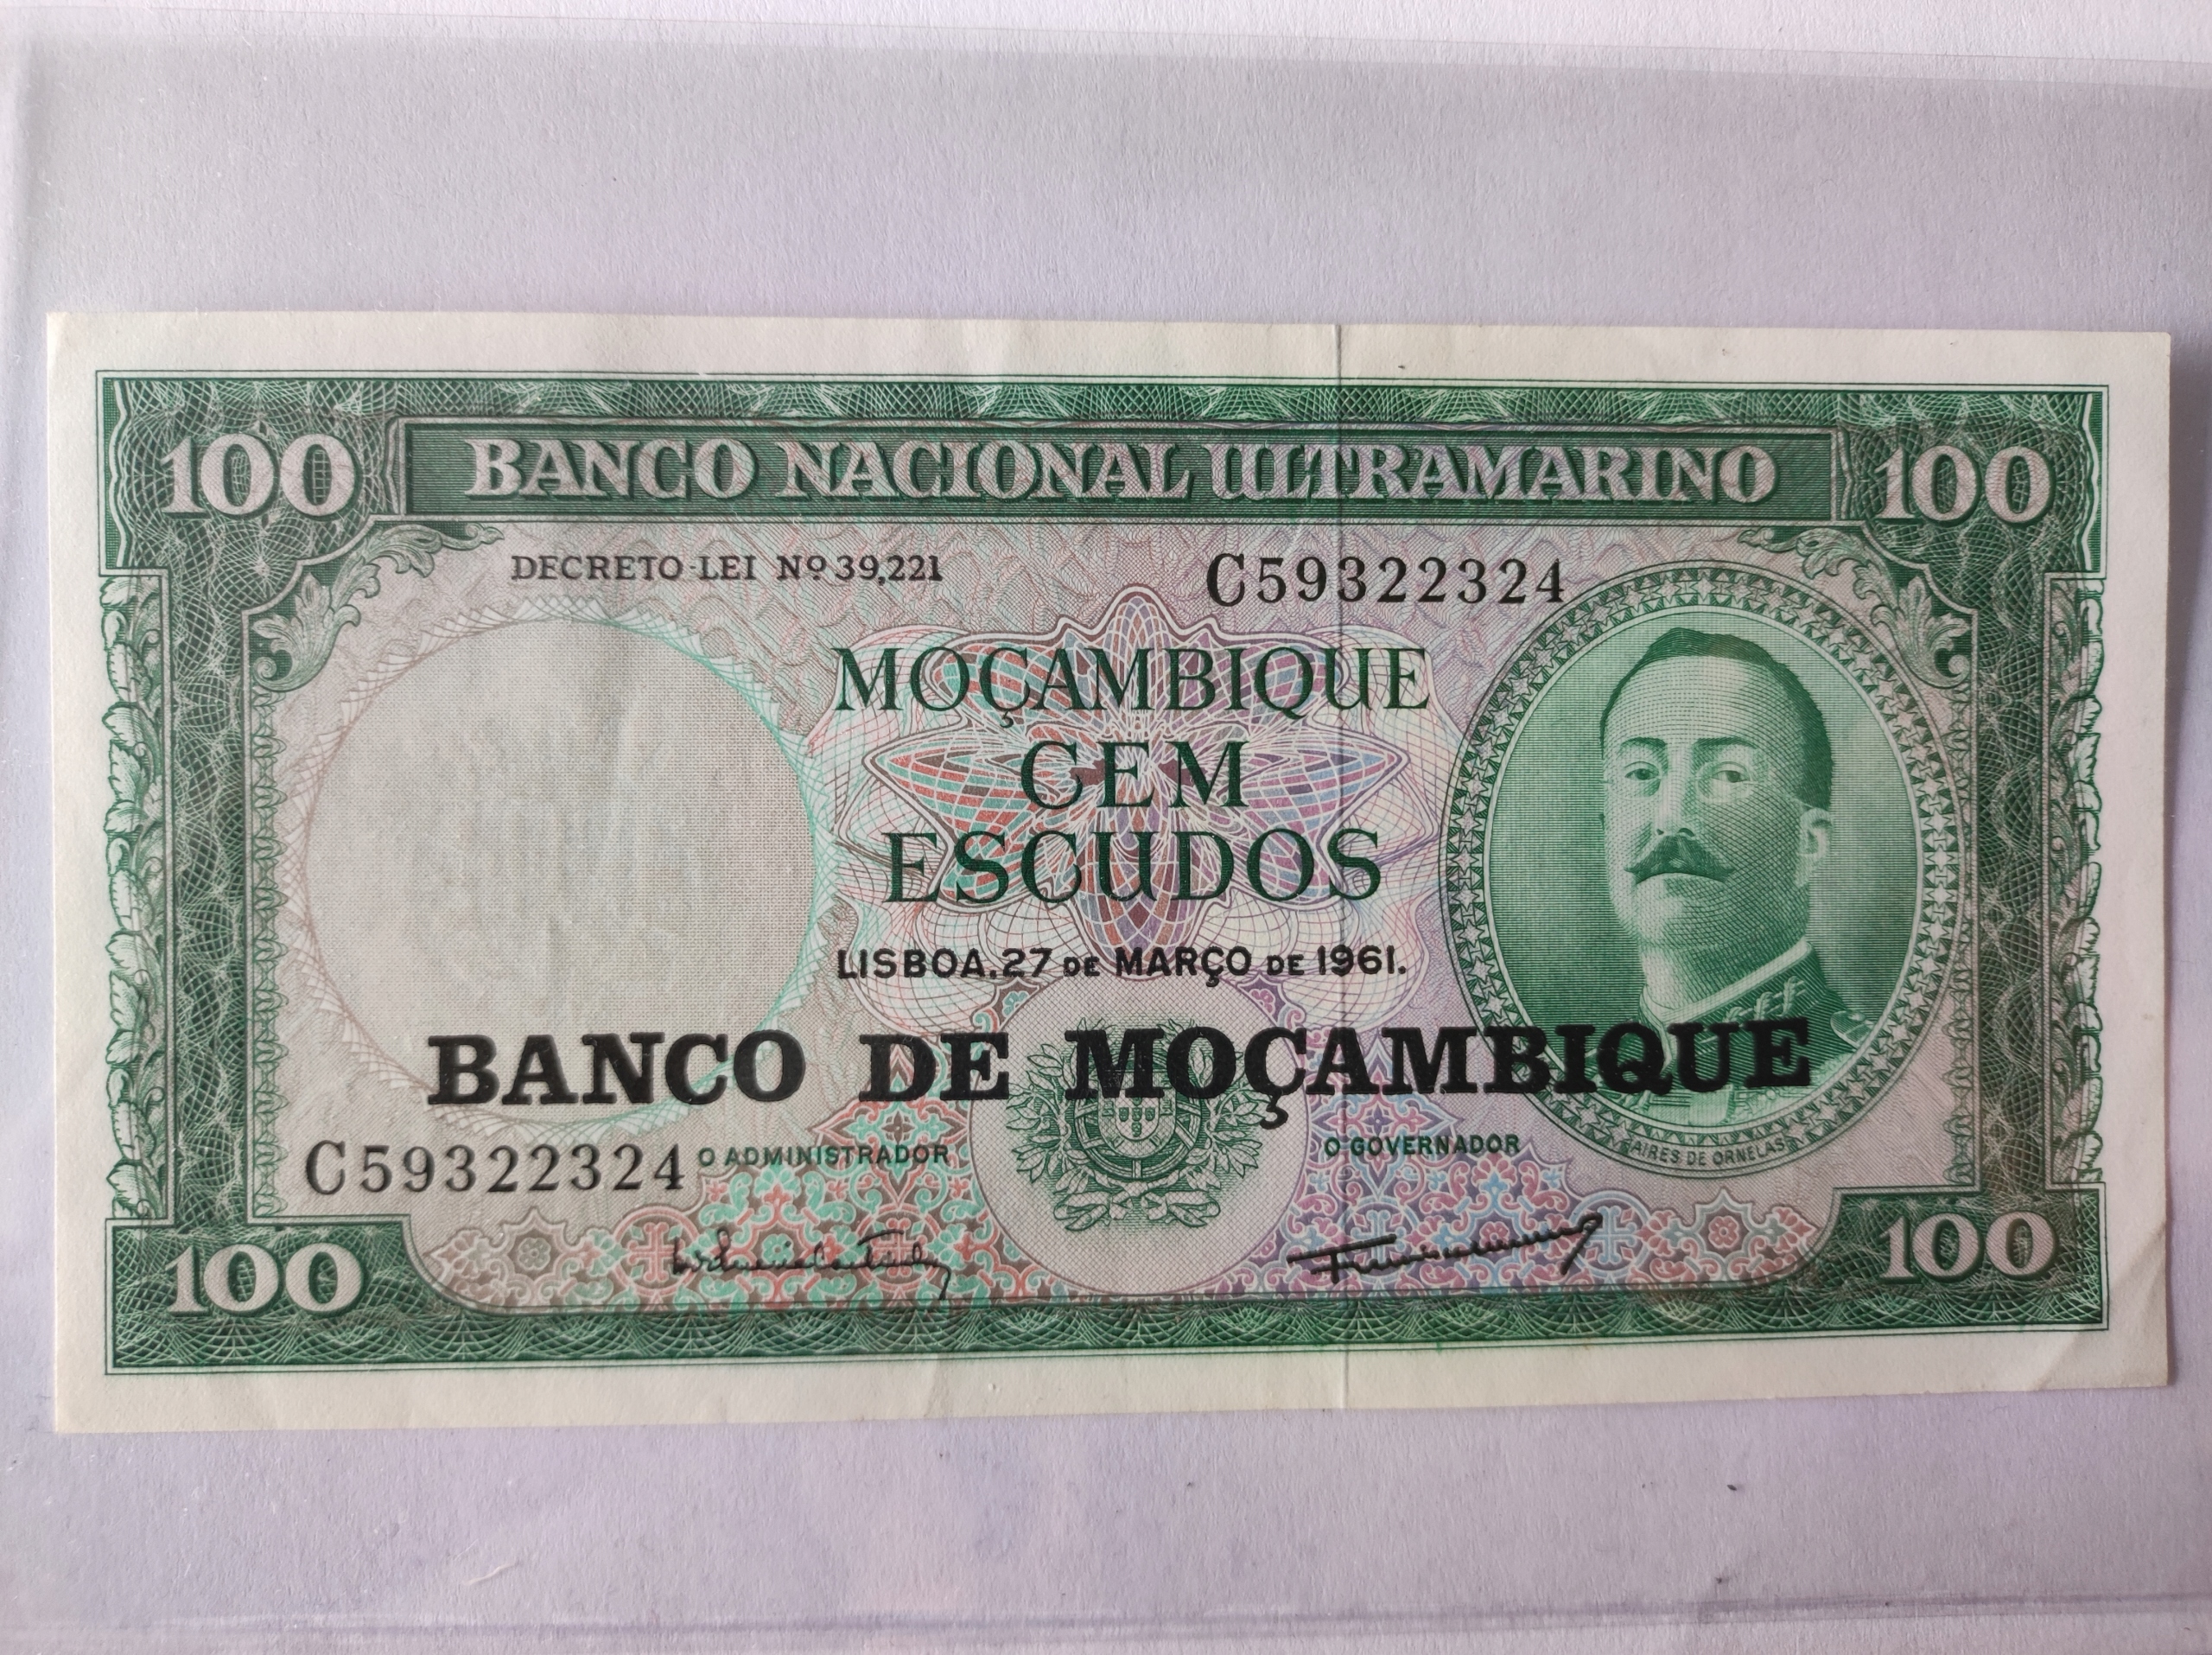 100 BANCO NACIONAL ULTRAMARINO 100
DECRETO-LEI Nº 39,221 C59322324
MOÇAMBIQUE
CEM
ESCUDOS
LISBOA, 27 DE MARÇO DE 1961.
BANCO DE MOÇAMBIQUE
C59322324 O ADMINISTRADOR O GOVERNADOR
AIRES DE ORNELAS
100 100